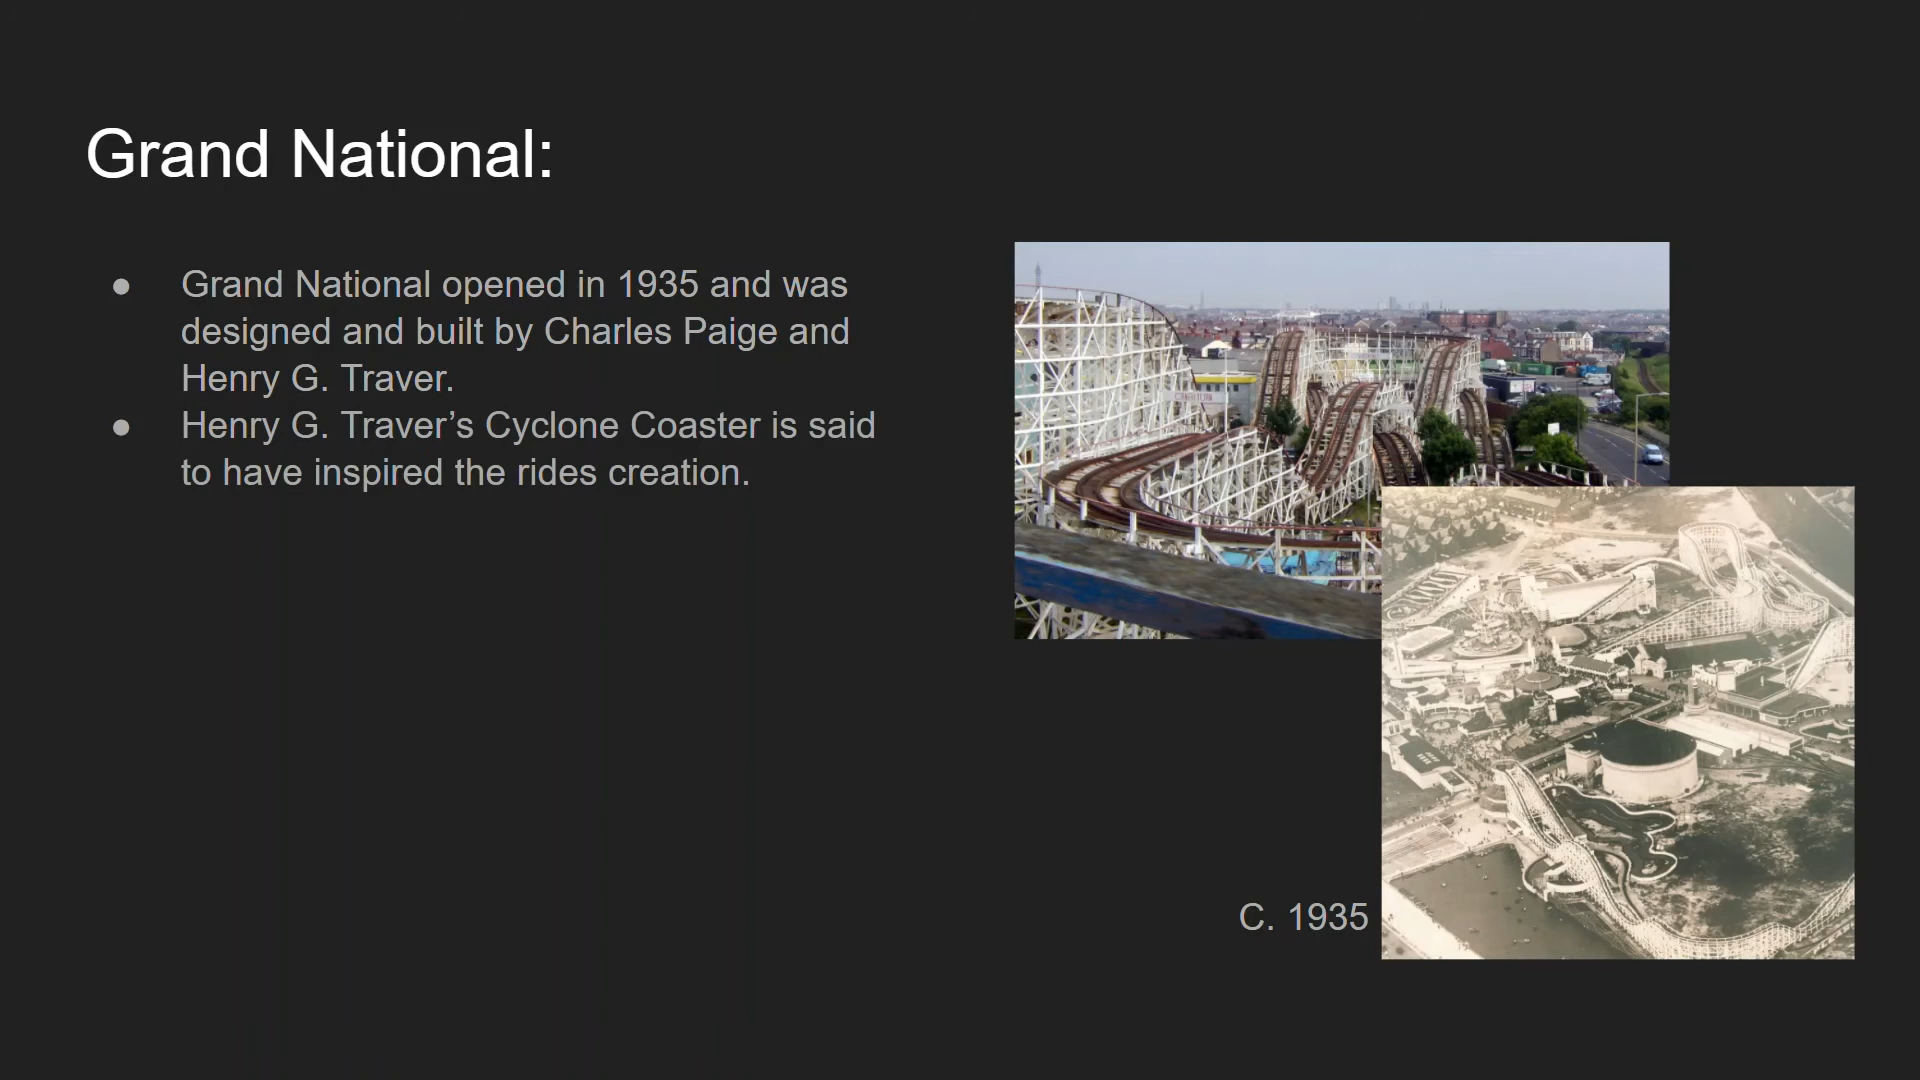 Grand National:
● Grand National opened in 1935 and was
designed and built by Charles Paige and
Henry G. Traver.
● Henry G. Traver’s Cyclone Coaster is said
to have inspired the rides creation.
C. 1935